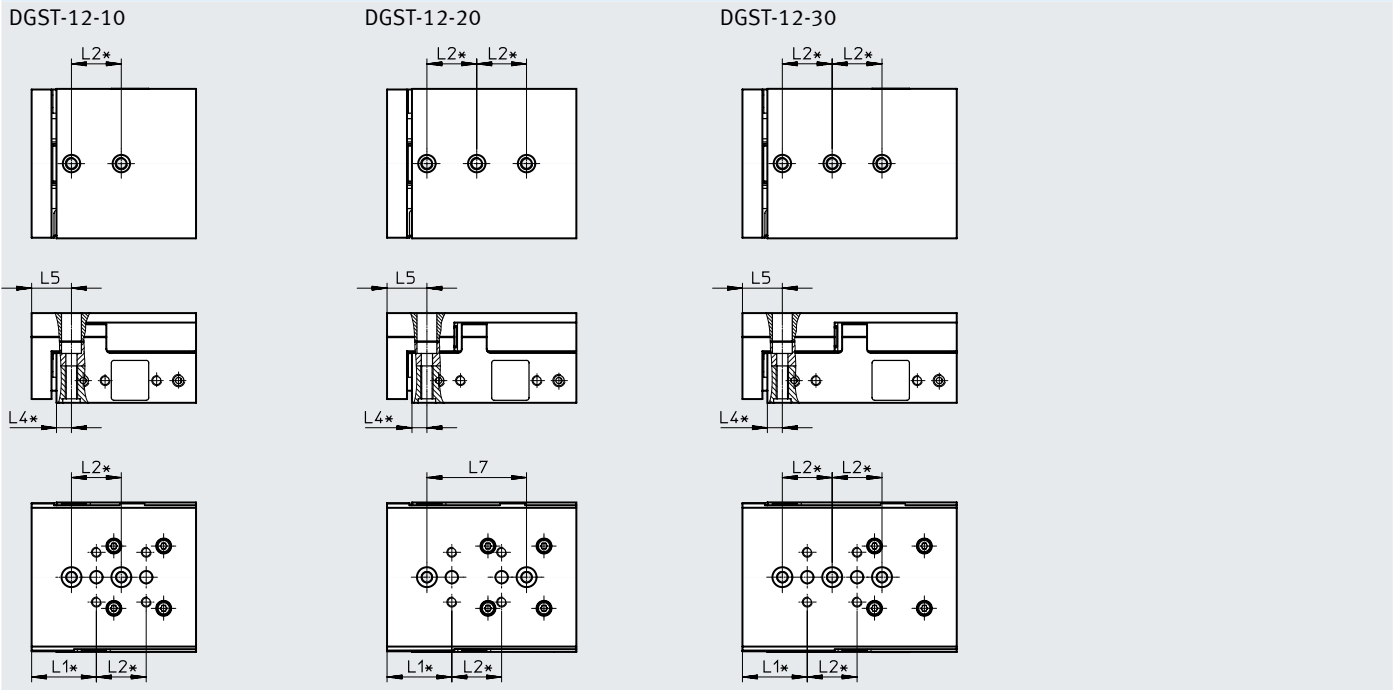 DGST-12-10 DGST-12-20 DGST-12-30
L2* L2* L2* L2* L2*
L5 L5 L5
L4* L4* L4*
L2* L7 L2* L2*
L1* L2* L1* L2* L1* L2*